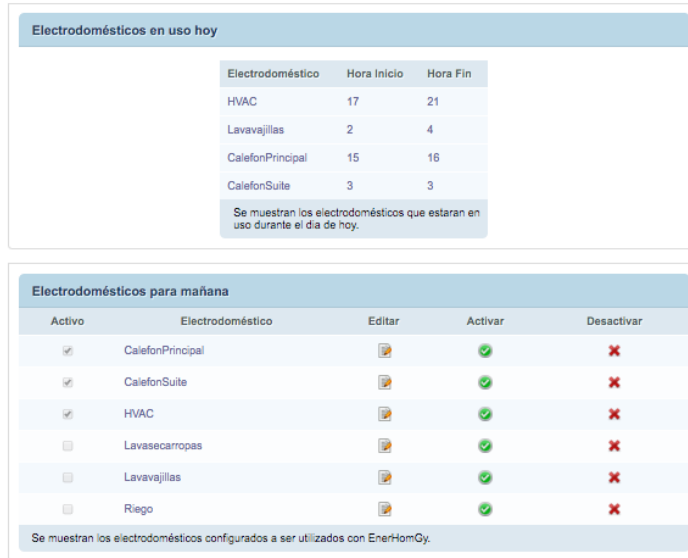 Electrodomésticos en uso hoy
Electrodoméstico Hora Inicio Hora Fin
HVAC 17 21
Lavavajillas 2 4
CalefonPrincipal 15 16
CalefonSuite 3 3
Se muestran los electrodomésticos que estaran en
uso durante el dia de hoy.
Electrodomésticos para mañana
Activo Electrodoméstico Editar Activar Desactivar
CalefonPrincipal
CalefonSuite
HVAC
Lavasecarropas
Lavavajillas
Riego
Se muestran los electrodomésticos configurados a ser utilizados con EnerHomGy.